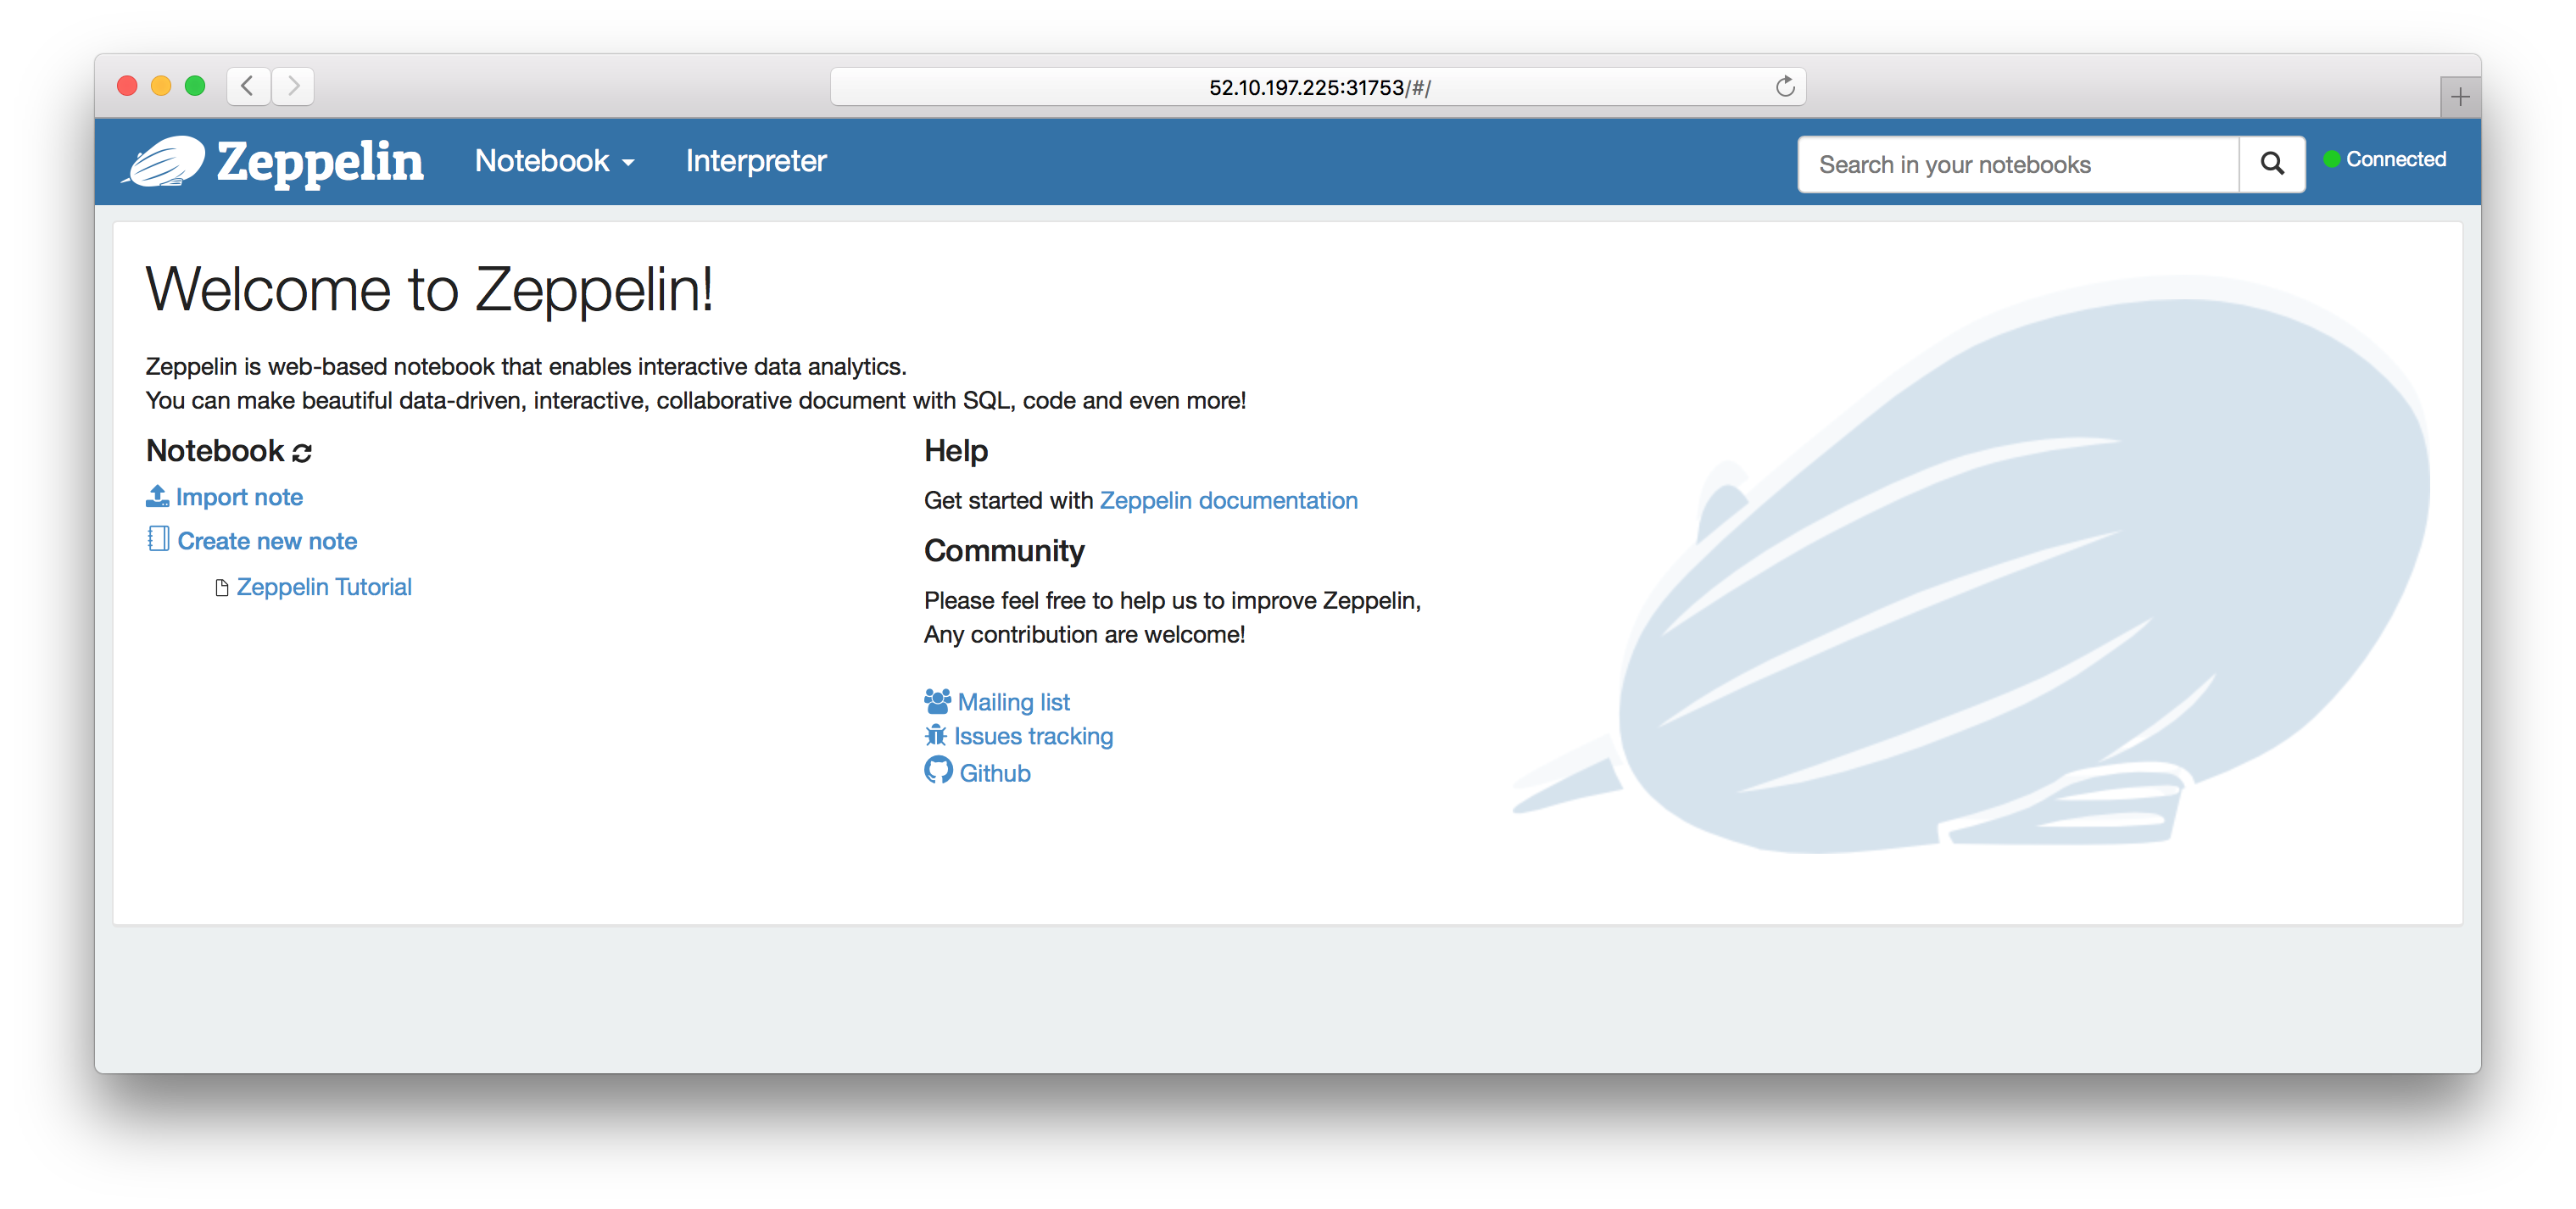 52.10.197.225:31753/#/
Zeppelin Notebook Interpreter Search in your notebooks Connected
Welcome to Zeppelin!
Zeppelin is web-based notebook that enables interactive data analytics.
You can make beautiful data-driven, interactive, collaborative document with SQL, code and even more!
Notebook
Import note
Create new note
Zeppelin Tutorial
Help
Get started with Zeppelin documentation
Community
Please feel free to help us to improve Zeppelin,
Any contribution are welcome!
Mailing list
Issues tracking
Github